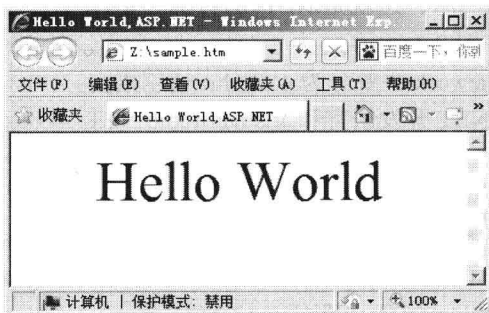 Hello World,ASP.NET - Windows Internet Exp
Z:\sample.htm 百度一下，你
文件(F) 编辑(E) 查看(V) 收藏夹(A) 工具(T) 帮助(H)
收藏夹 Hello World,ASP.NET »
Hello World
计算机 | 保护模式: 禁用 100%